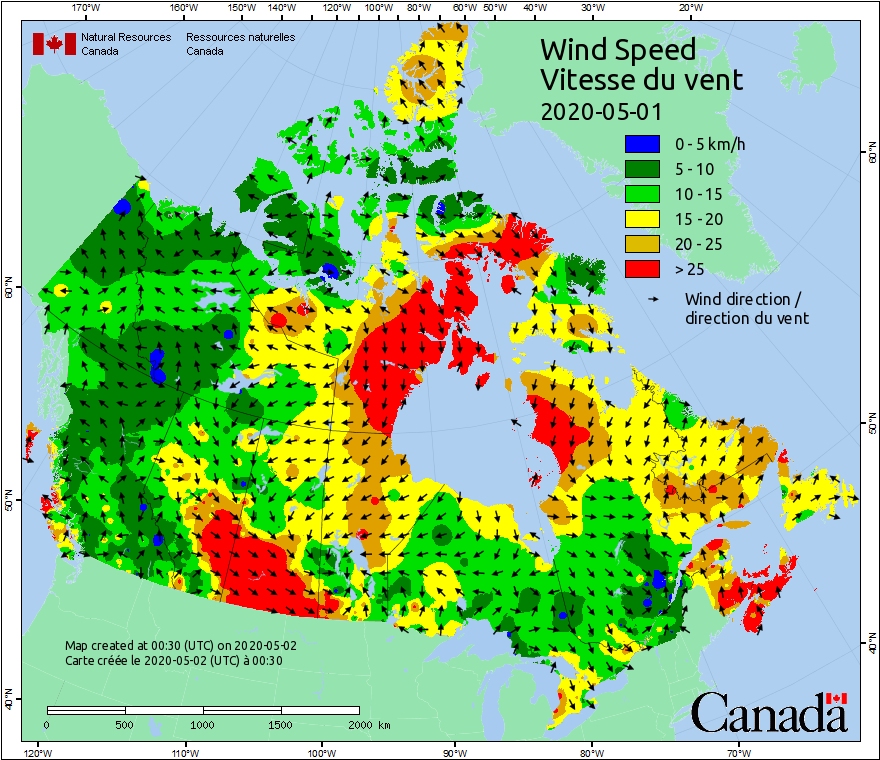 170°W 160°W 150°W 140°W 130°W 120°W 110°W 100°W 90°W 80°W 70°W 60°W 50°W 40°W 30°W 20°W
Natural Resources Canada
Ressources naturelles Canada
Wind Speed
Vitesse du vent
2020-05-01
0 - 5 km/h
5 - 10
10 - 15
15 - 20
20 - 25
> 25
Wind direction /
direction du vent
60°N
60°N
50°N
50°N
40°N
40°N
Map created at 00:30 (UTC) on 2020-05-02
Carte créée le 2020-05-02 (UTC) à 00:30
0 500 1000 1500 2000 km
Canada
120°W 110°W 100°W 90°W 80°W 70°W